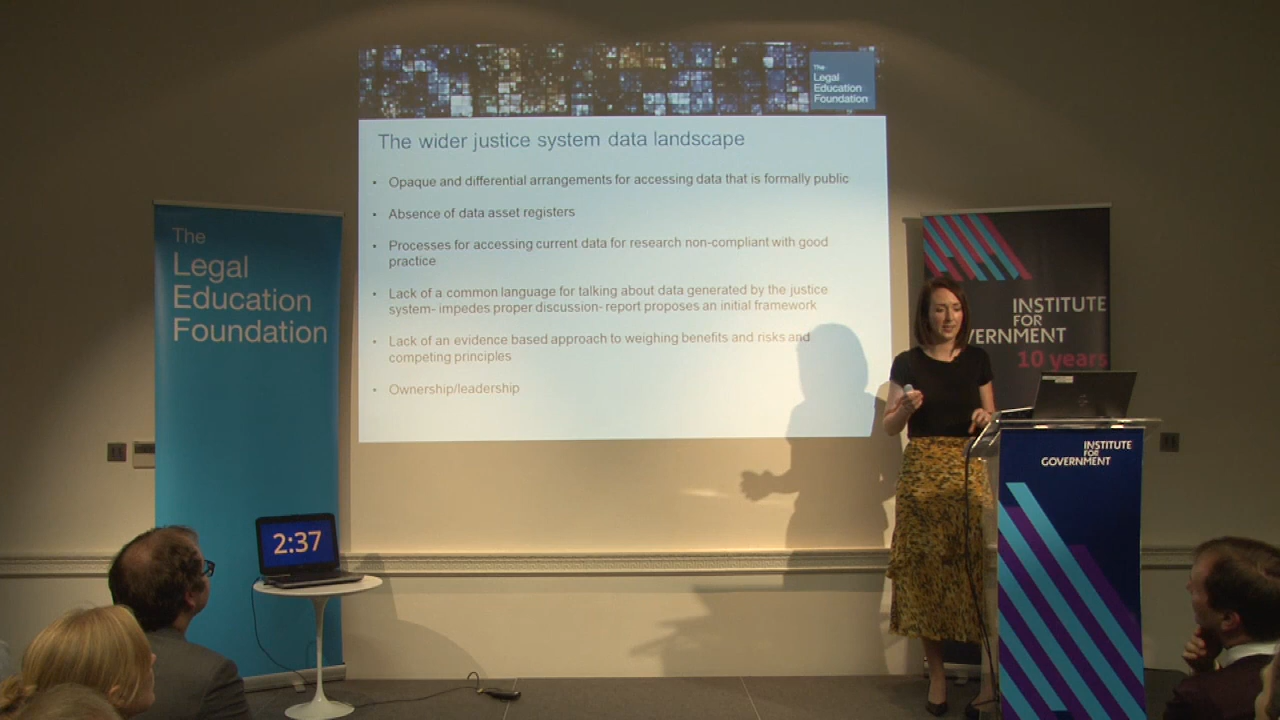 The
Legal
Education
Foundation
The wider justice system data landscape
• Opaque and differential arrangements for accessing data that is formally public
• Absence of data asset registers
• Processes for accessing current data for research non-compliant with good
practice
• Lack of a common language for talking about data generated by the justice
system- impedes proper discussion- report proposes an initial framework
• Lack of an evidence based approach to weighing benefits and risks and
competing principles
• Ownership/leadership
The
Legal
Education
Foundation
INSTITUTE
FOR
VERNMENT
10 years
INSTITUTE
FOR
GOVERNMENT
2:37